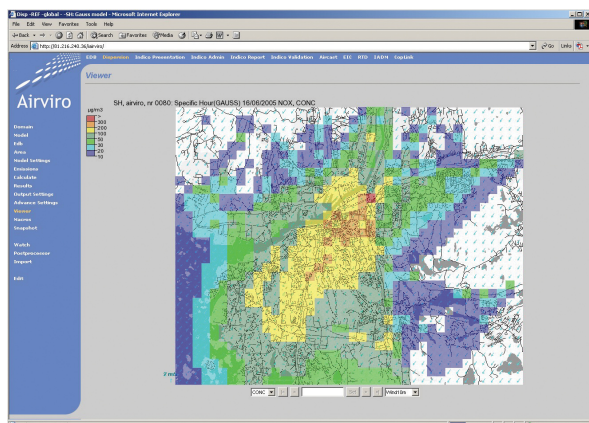 Disp -REF -global - -SH: Gauss model - Microsoft Internet Explorer
File Edit View Favorites Tools Help
Back Search Favorites Media
Address http://101.216.240.36/airviro/ Go Links
EDB Dispersion Indico Presentation Indico Admin Indico Report Indico Validation Aircart EIC RTD IADM CopLink
Viewer
Airviro
SH, airviro, nr 0080: Specific Hour(GAUSS) 16/06/2005 NOX, CONC
µg/m3
>
300
200
100
50
30
20
10
Domain
Model
Edb
Area
Model Settings
Emissions
Calculate
Results
Output Settings
Advance Settings
Viewer
Macros
Snapshot
Watch
Postprocessor
Import
Edit
CONC
Wind10m